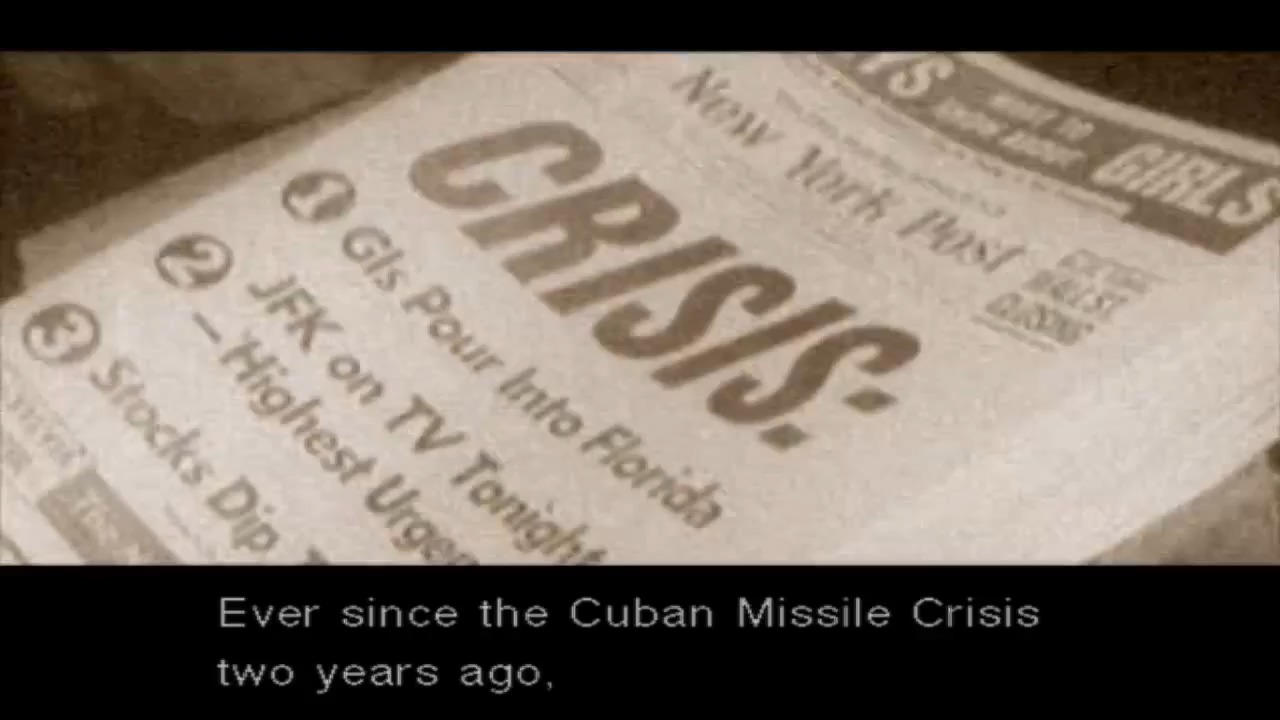 GIRLS
New York Post
CRISIS:
1 GIs Pour Into Florida
2 JFK on TV Tonight
—'Highest Urgen
3 Stocks Dip
Ever since the Cuban Missile Crisis
two years ago,